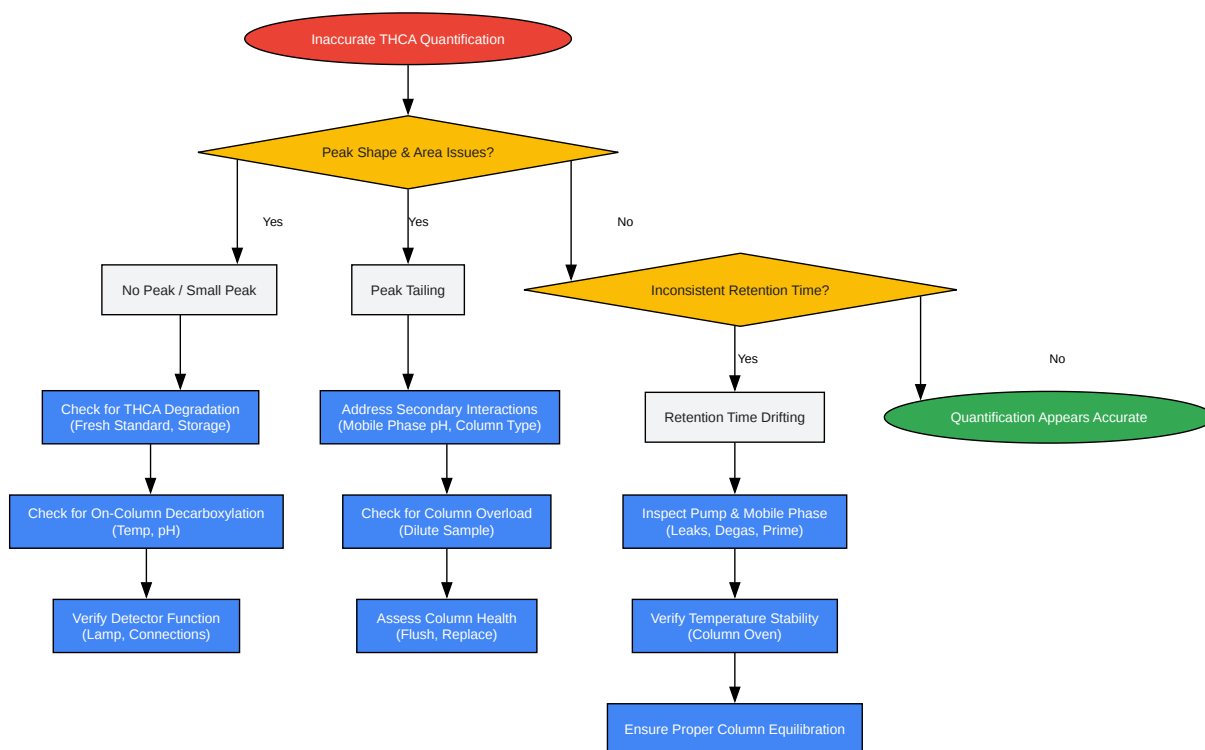 Inaccurate THCA Quantification
Peak Shape & Area Issues?
Yes
Yes
No
No Peak / Small Peak
Peak Tailing
Inconsistent Retention Time?
Yes
No
Check for THCA Degradation
(Fresh Standard, Storage)
Address Secondary Interactions
(Mobile Phase pH, Column Type)
Retention Time Drifting
Quantification Appears Accurate
Check for On-Column Decarboxylation
(Temp, pH)
Check for Column Overload
(Dilute Sample)
Inspect Pump & Mobile Phase
(Leaks, Degas, Prime)
Verify Detector Function
(Lamp, Connections)
Assess Column Health
(Flush, Replace)
Verify Temperature Stability
(Column Oven)
Ensure Proper Column Equilibration